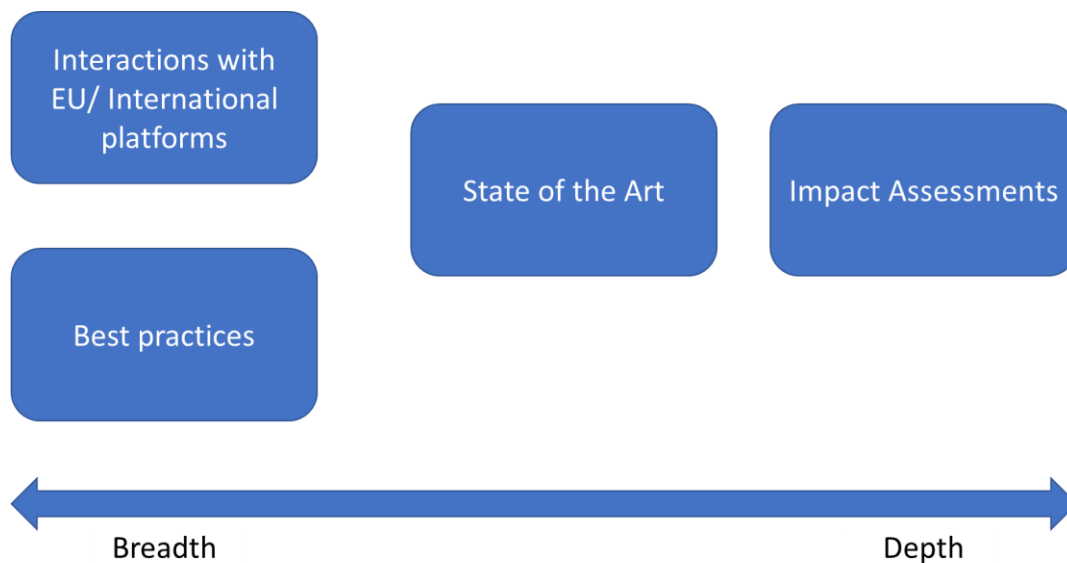 Interactions with
EU/ International
platforms
State of the Art
Impact Assessments
Best practices
Breadth
Depth